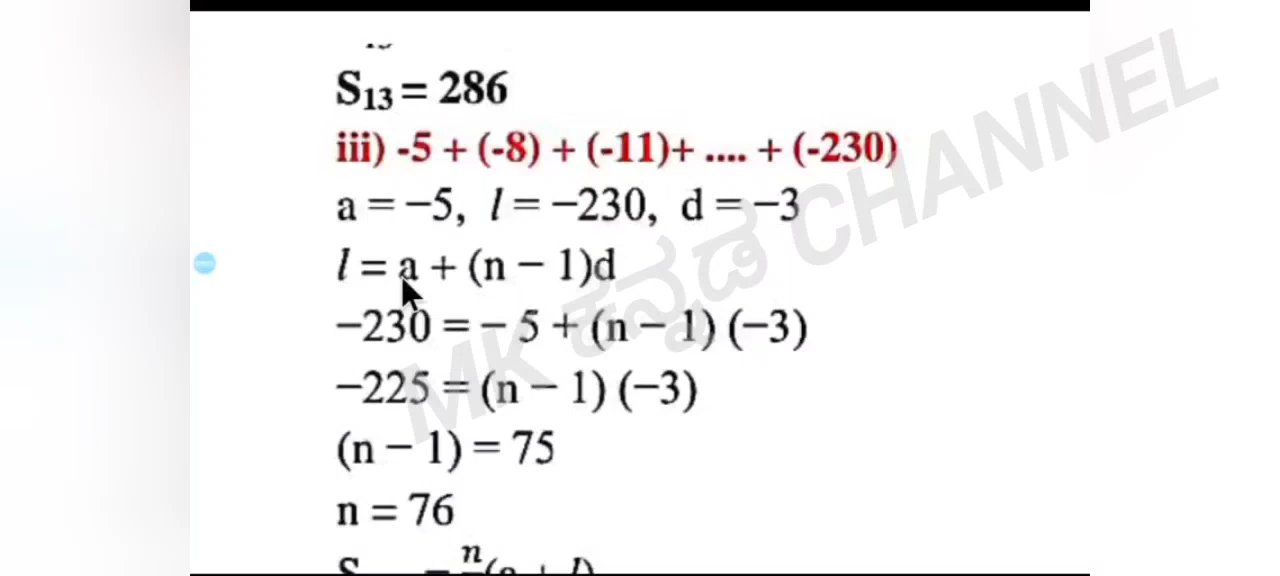 S₁₃ = 286
iii) -5 + (-8) + (-11)+ .... + (-230)
a = −5, l = −230, d = −3
l = a + (n − 1)d
−230 = − 5 + (n − 1) (−3)
−225 = (n − 1) (−3)
(n − 1) = 75
n = 76
MK ಕನ್ನಡ CHANNEL